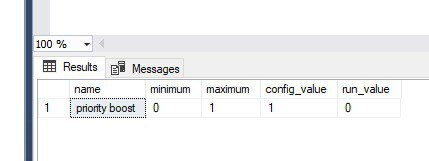 100 %
Results Messages
name minimum maximum config_value run_value
1 priority boost 0 1 1 0